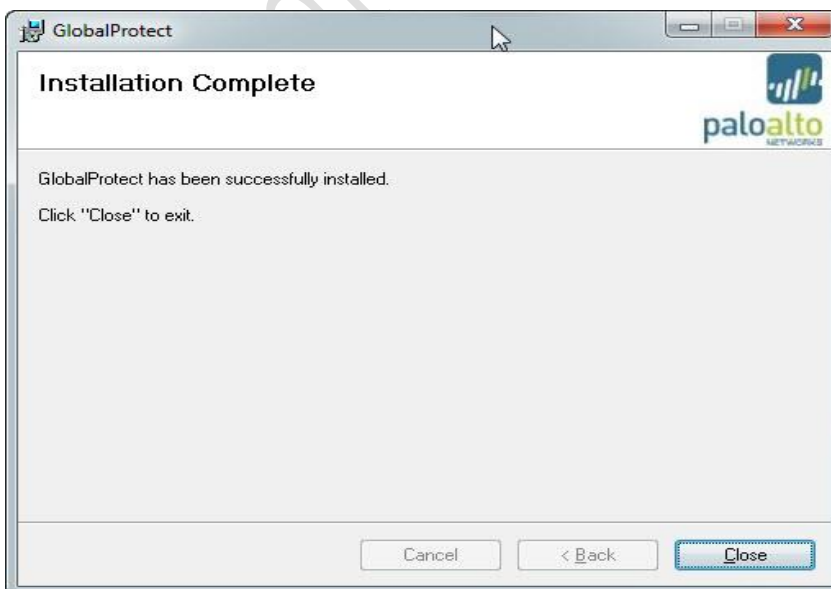 GlobalProtect
Installation Complete
paloalto
NETWORKS
GlobalProtect has been successfully installed.
Click "Close" to exit.
Cancel
< Back
Close